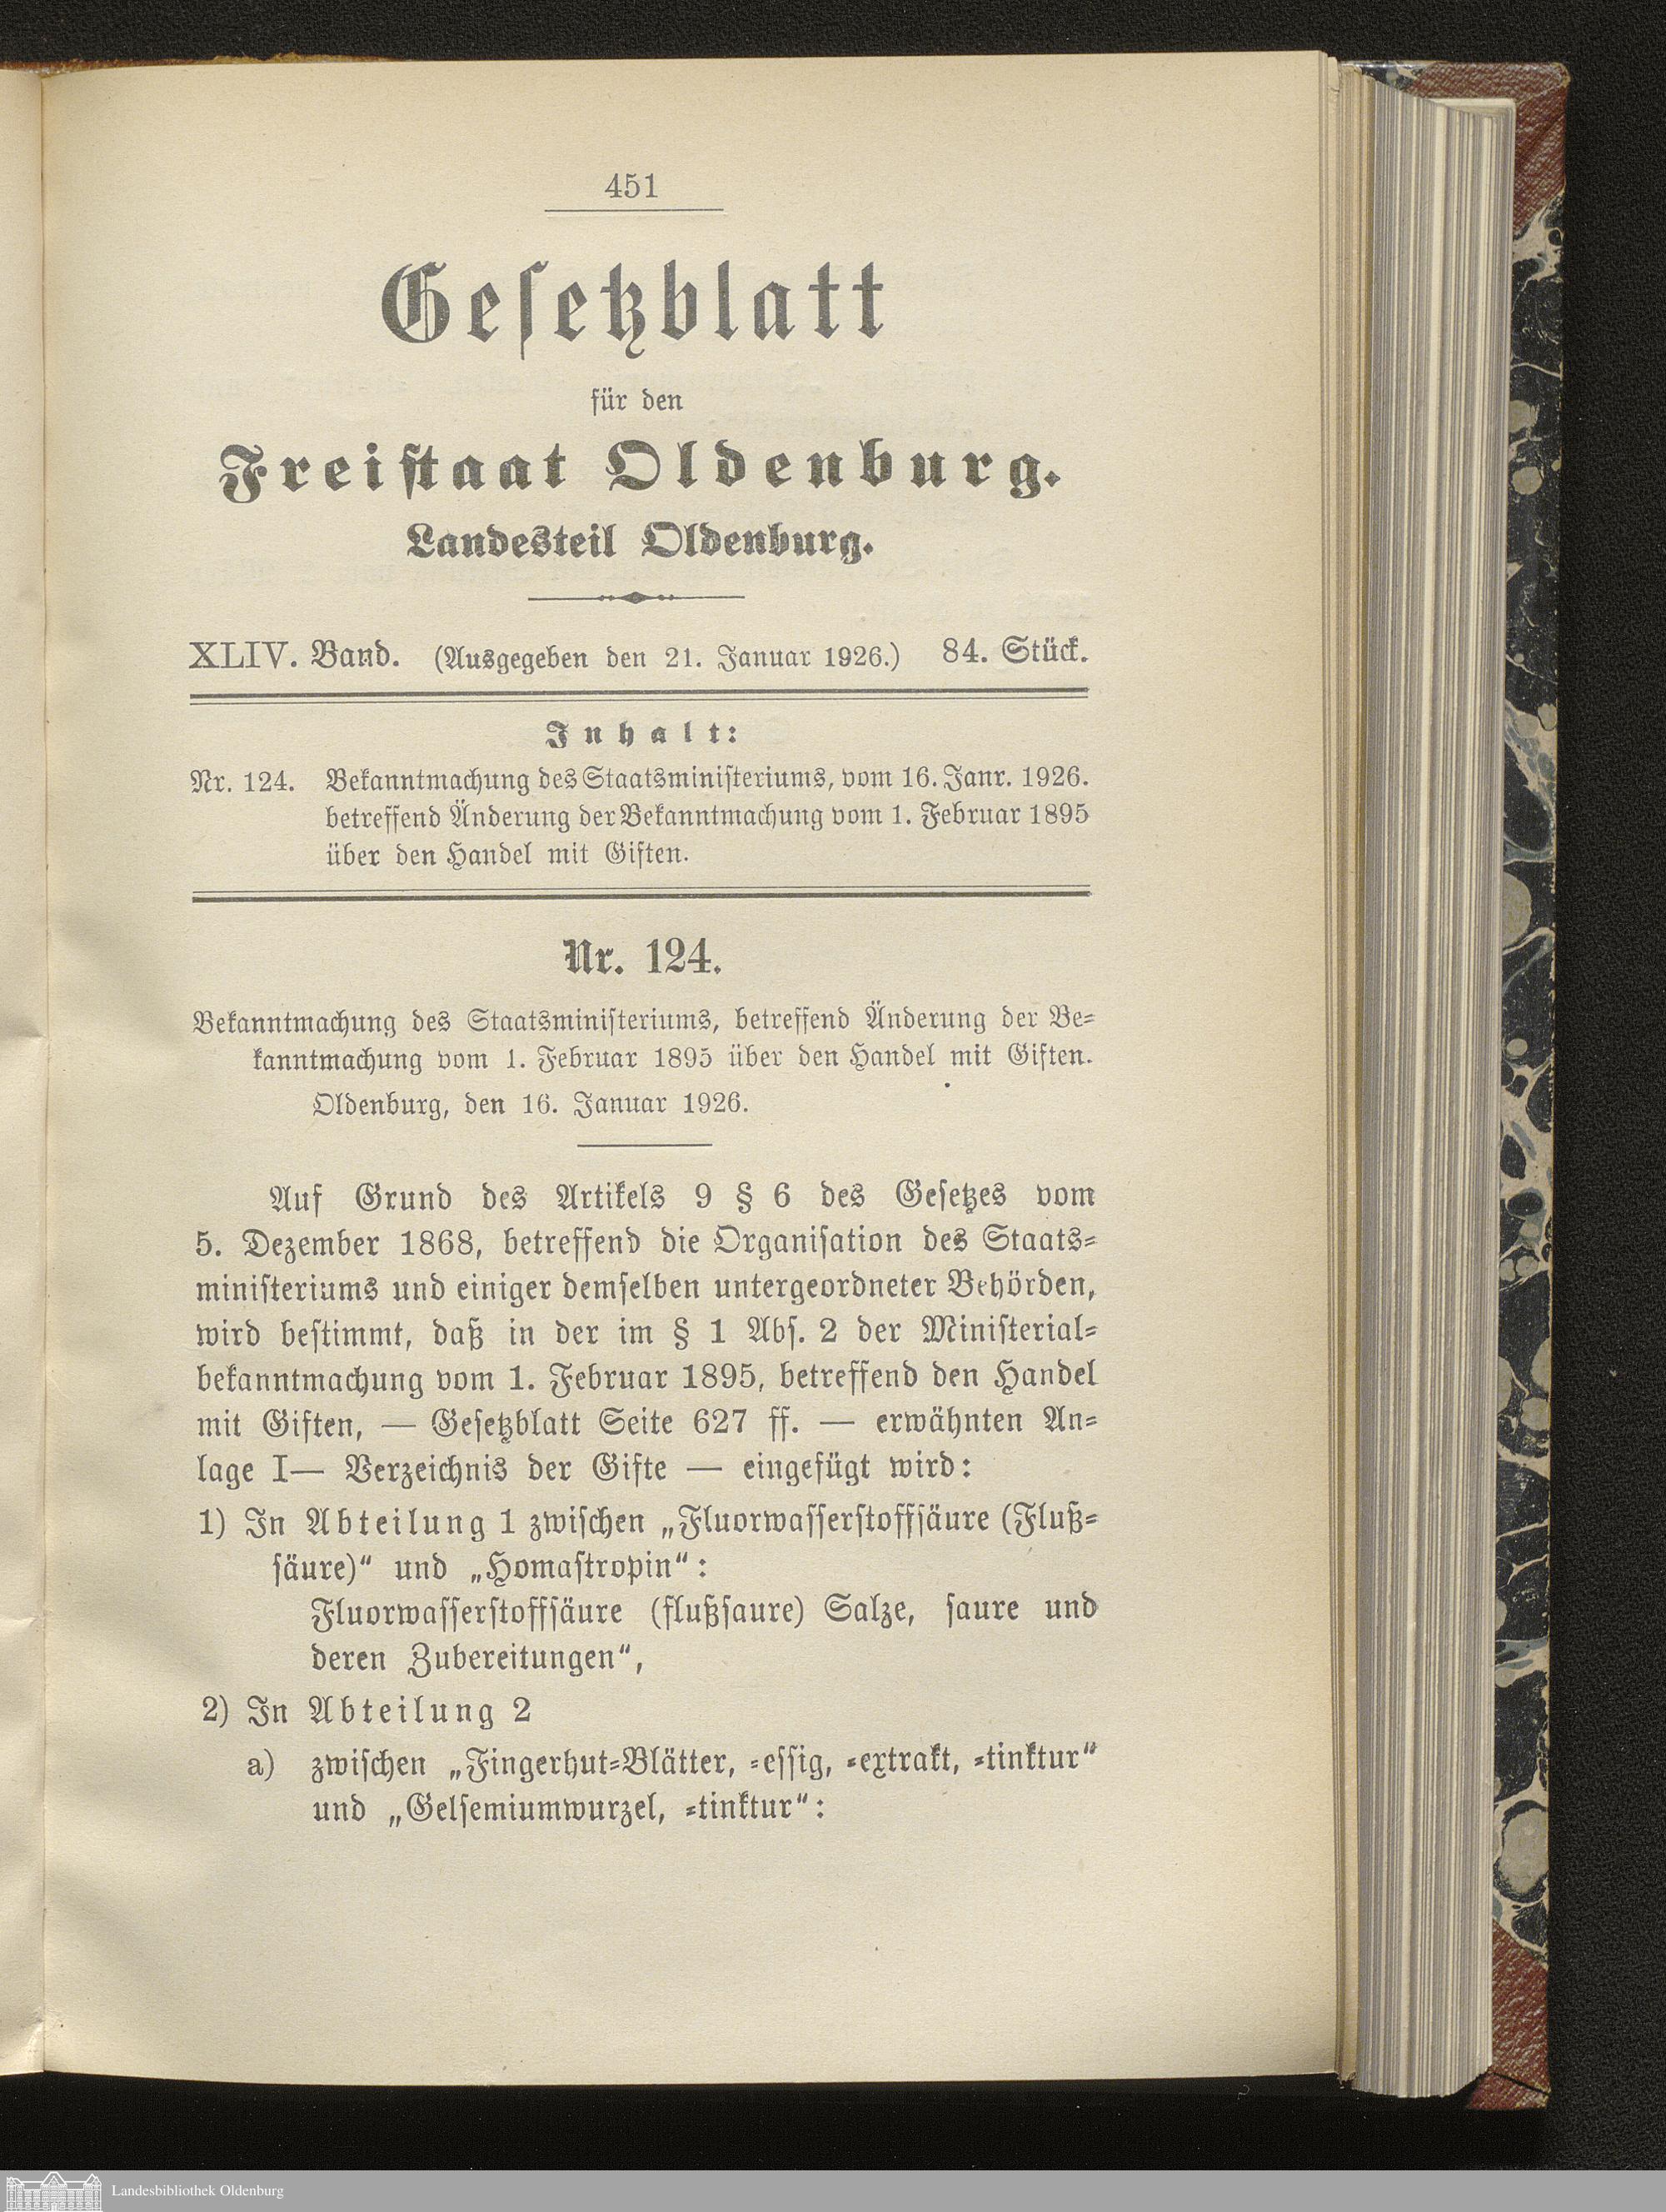 451
Gesetzblatt
für den
Freistaat Oldenburg.
Landesteil Oldenburg.
XLIV. Band. (Ausgegeben den 21. Januar 1926.) 84. Stück.
Inhalt:
Nr. 124. Bekanntmachung des Staatsministeriums, vom 16. Janr. 1926.
betreffend Änderung der Bekanntmachung vom 1. Februar 1895
über den Handel mit Giften.
Nr. 124.
Bekanntmachung des Staatsministeriums, betreffend Änderung der Be-
kanntmachung vom 1. Februar 1895 über den Handel mit Giften.
Oldenburg, den 16. Januar 1926.
Auf Grund des Artikels 9 § 6 des Gesetzes vom
5. Dezember 1868, betreffend die Organisation des Staats-
ministeriums und einiger demselben untergeordneter Behörden,
wird bestimmt, daß in der im § 1 Abs. 2 der Ministerial-
bekanntmachung vom 1. Februar 1895, betreffend den Handel
mit Giften, — Gesetzblatt Seite 627 ff. — erwähnten An-
lage I— Verzeichnis der Gifte — eingefügt wird:
1) In Abteilung 1 zwischen „Fluorwasserstoffsäure (Fluß-
säure)“ und „Homastropin“:
Fluorwasserstoffsäure (flußsaure) Salze, saure und
deren Zubereitungen“,
2) In Abteilung 2
a) zwischen „Fingerhut-Blätter, -essig, -extrakt, -tinktur“
und „Gelsemiumwurzel, -tinktur“:
Landesbibliothek Oldenburg